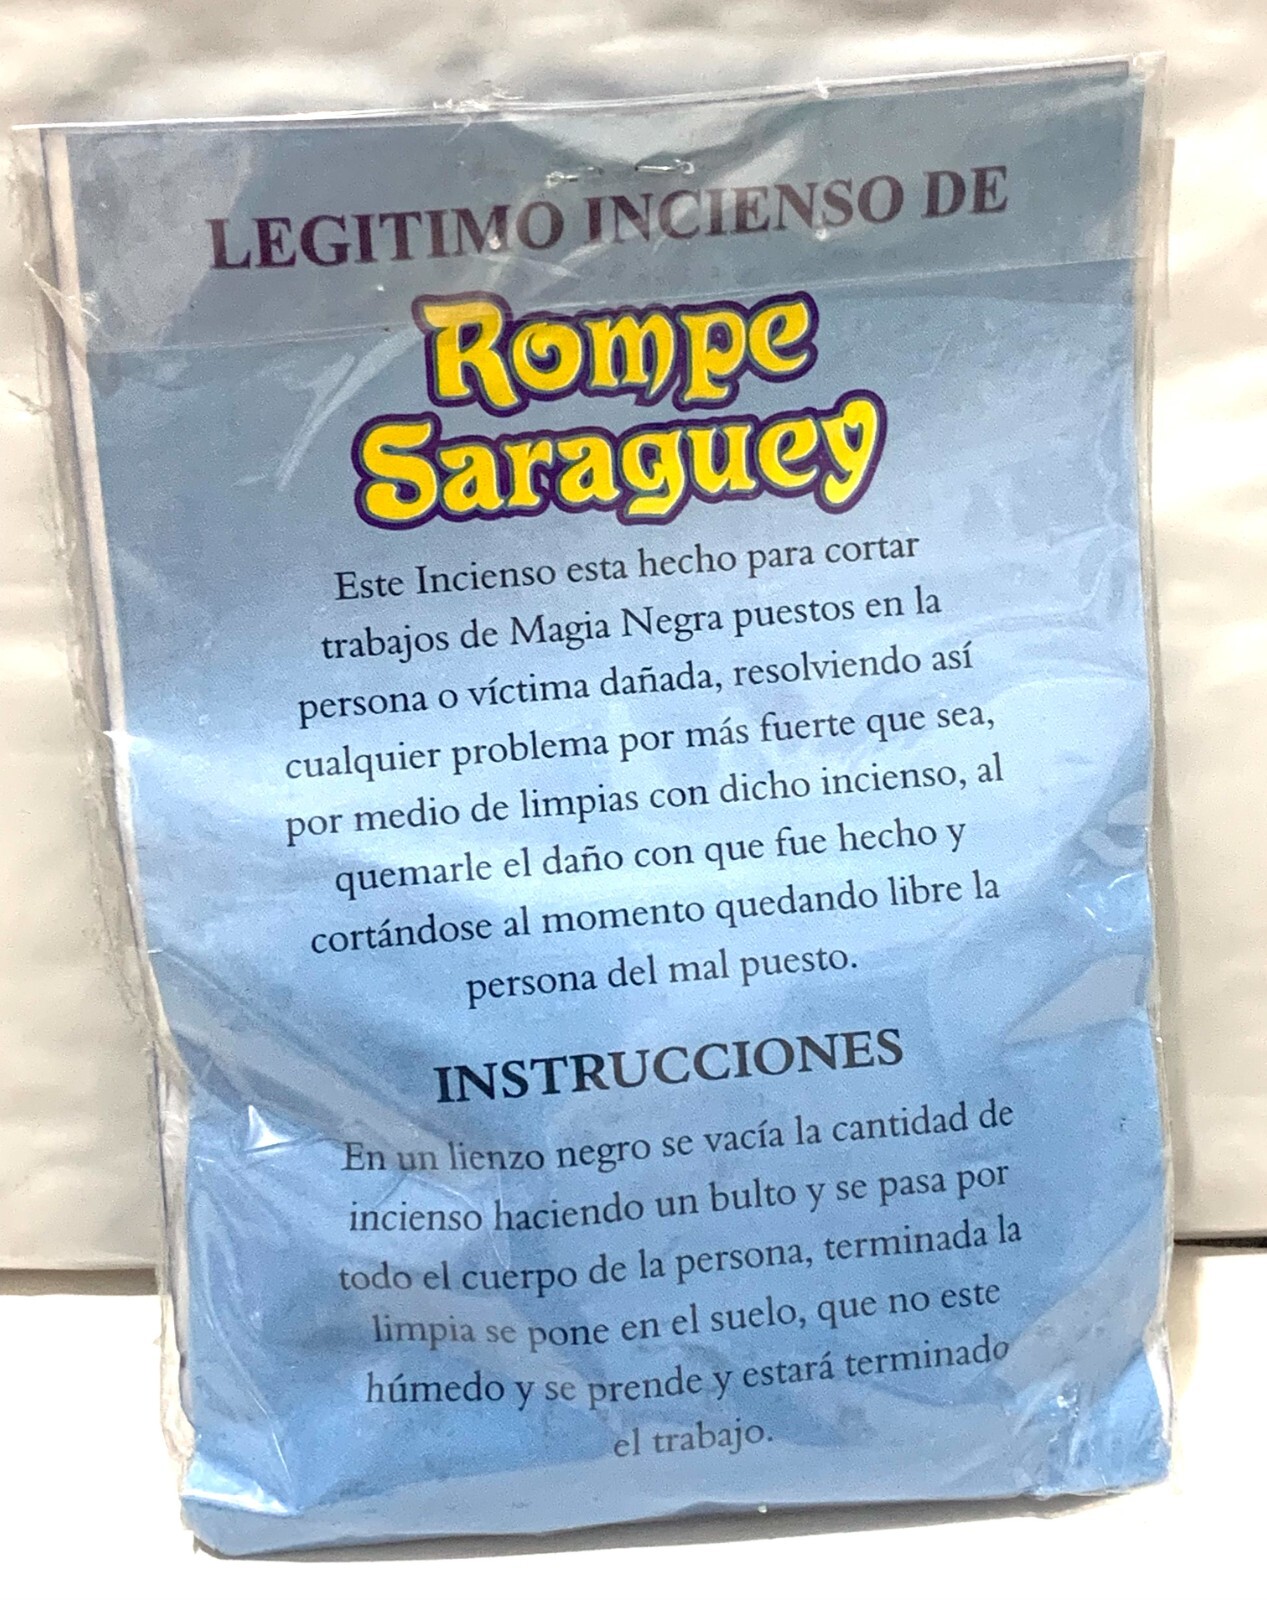 LEGITIMO INCIENSO DE
Rompe
Saraguey
Este Incienso esta hecho para cortar
trabajos de Magia Negra puestos en la
persona o víctima dañada, resolviendo así
cualquier problema por más fuerte que sea,
por medio de limpias con dicho incienso, al
quemarle el daño con que fue hecho y
cortándose al momento quedando libre la
persona del mal puesto.
INSTRUCCIONES
En un lienzo negro se vacía la cantidad de
incienso haciendo un bulto y se pasa por
todo el cuerpo de la persona, terminada la
limpia se pone en el suelo, que no este
húmedo y se prende y estará terminado
el trabajo.